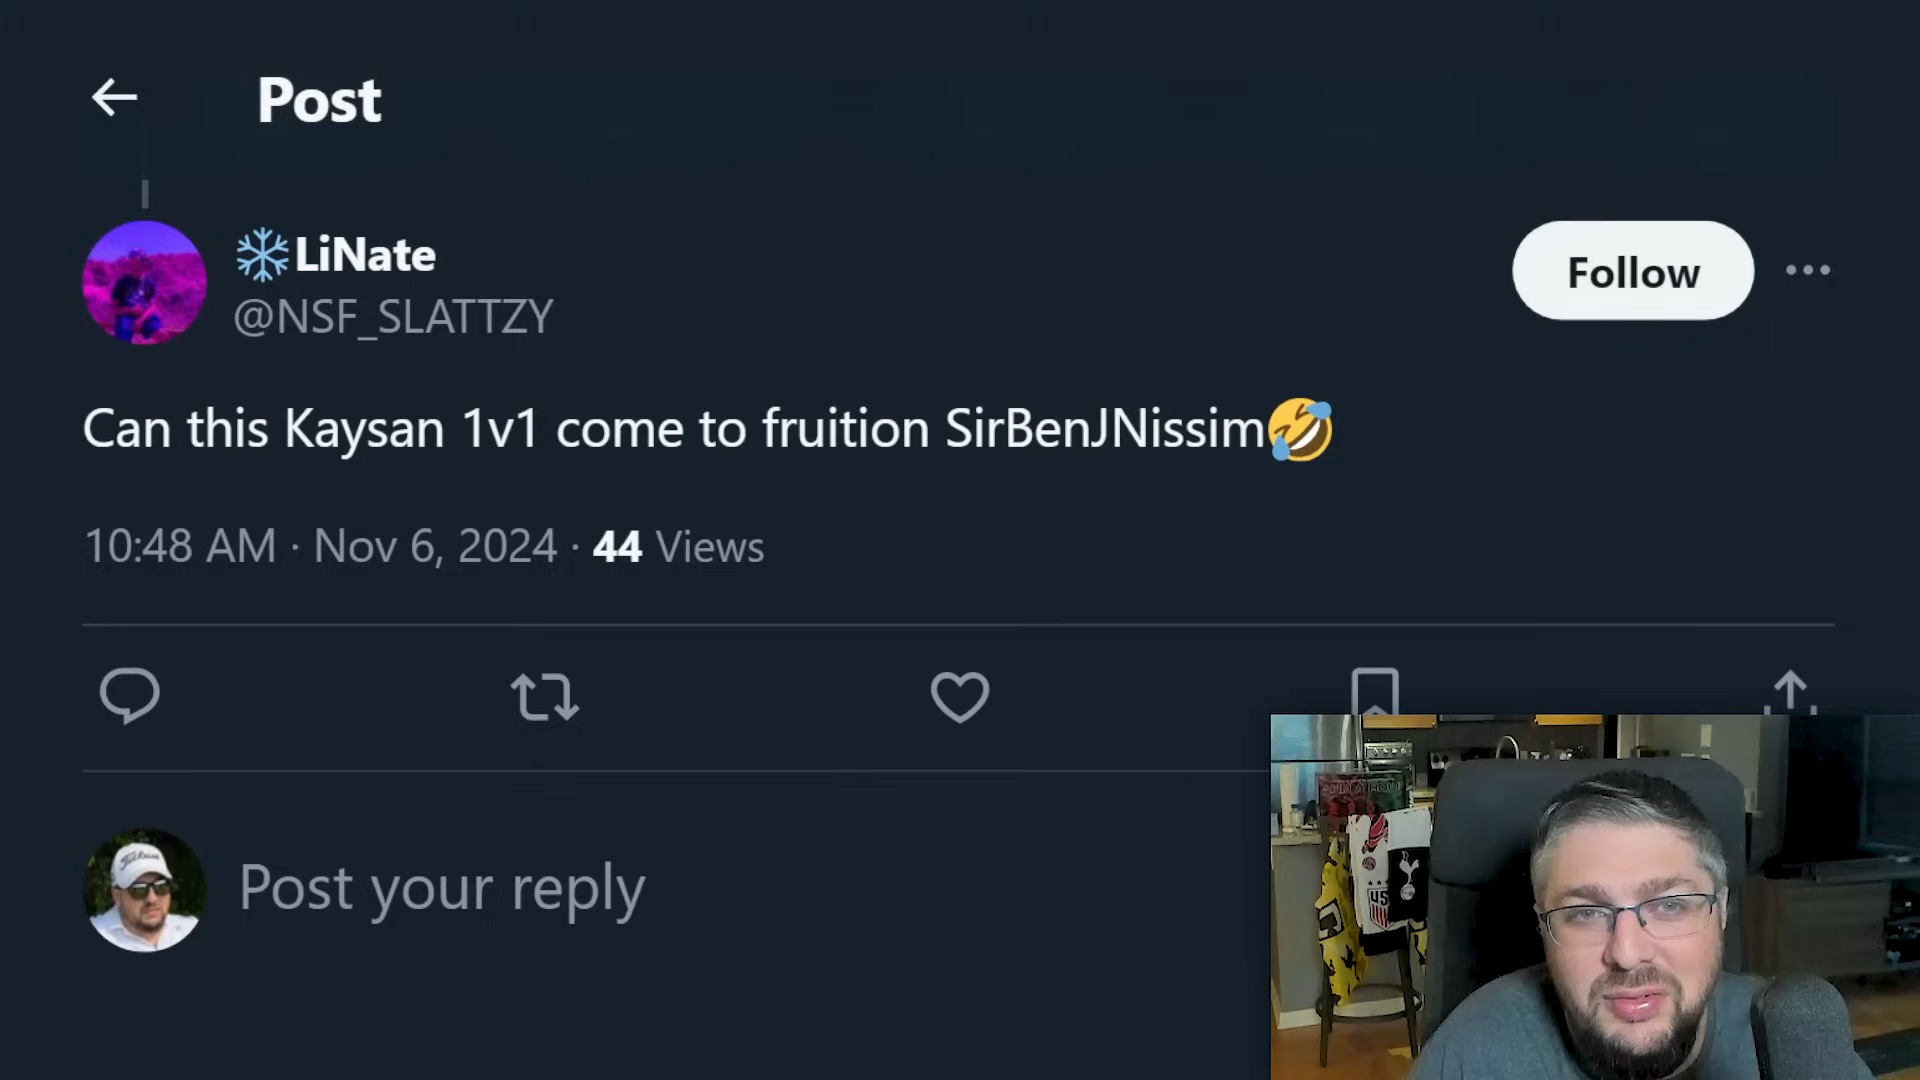 Post
❄️LiNate
@NSF_SLATTZY
Follow
Can this Kaysan 1v1 come to fruition SirBenJNissim🤣
10:48 AM · Nov 6, 2024 · 44 Views
Post your reply
US